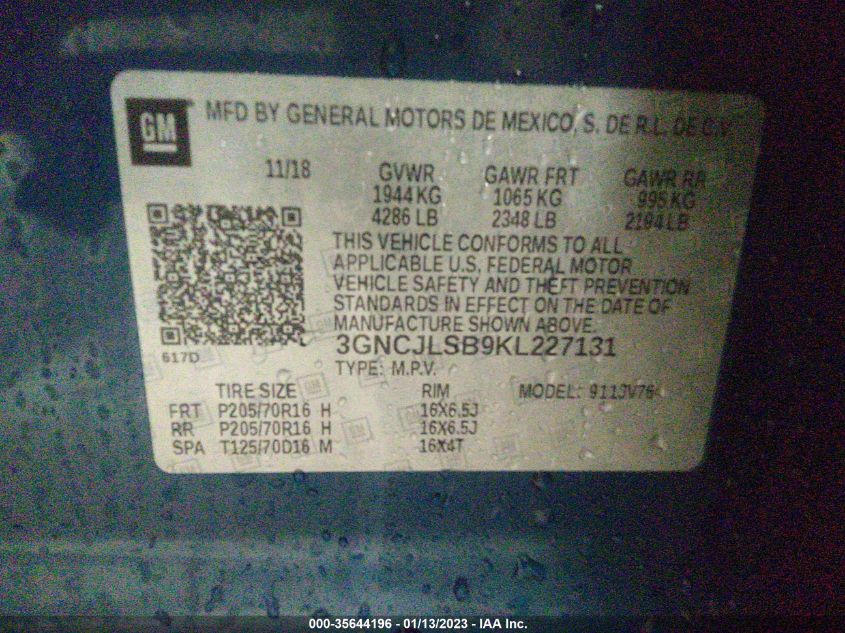 GM
MFD BY GENERAL MOTORS DE MEXICO, S. DE R.L. DE C.V.
11/18 GVWR GAWR FRT GAWR RR
1944 KG 1065 KG 995 KG
4286 LB 2348 LB 2194 LB
THIS VEHICLE CONFORMS TO ALL
APPLICABLE U.S. FEDERAL MOTOR
VEHICLE SAFETY AND THEFT PREVENTION
STANDARDS IN EFFECT ON THE DATE OF
MANUFACTURE SHOWN ABOVE.
617D
3GNCJLSB9KL227131
TYPE: M.P.V.
TIRE SIZE RIM MODEL: 911JV76
FRT P205/70R16 H 16X6.5J
RR P205/70R16 H 16X6.5J
SPA T125/70D16 M 16X4T
000-35644196 - 01/13/2023 - IAA Inc.